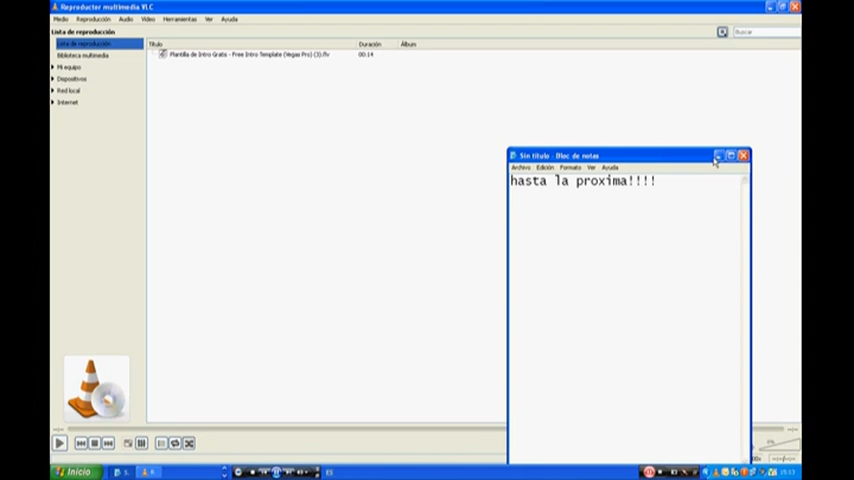 Reproductor multimedia VLC
Medio Reproducción Audio Vídeo Herramientas Ver Ayuda
Lista de reproducción
Buscar
Lista de reproducción
Biblioteca multimedia
Mi equipo
Dispositivos
Red local
Internet
Título Duración Álbum
Plantilla de Intro Gratis - Free Intro Template (Vegas Pro) (3).flv 00:14
Sin título - Bloc de notas
Archivo Edición Formato Ver Ayuda
hasta la proxima!!!!
Inicio
ES